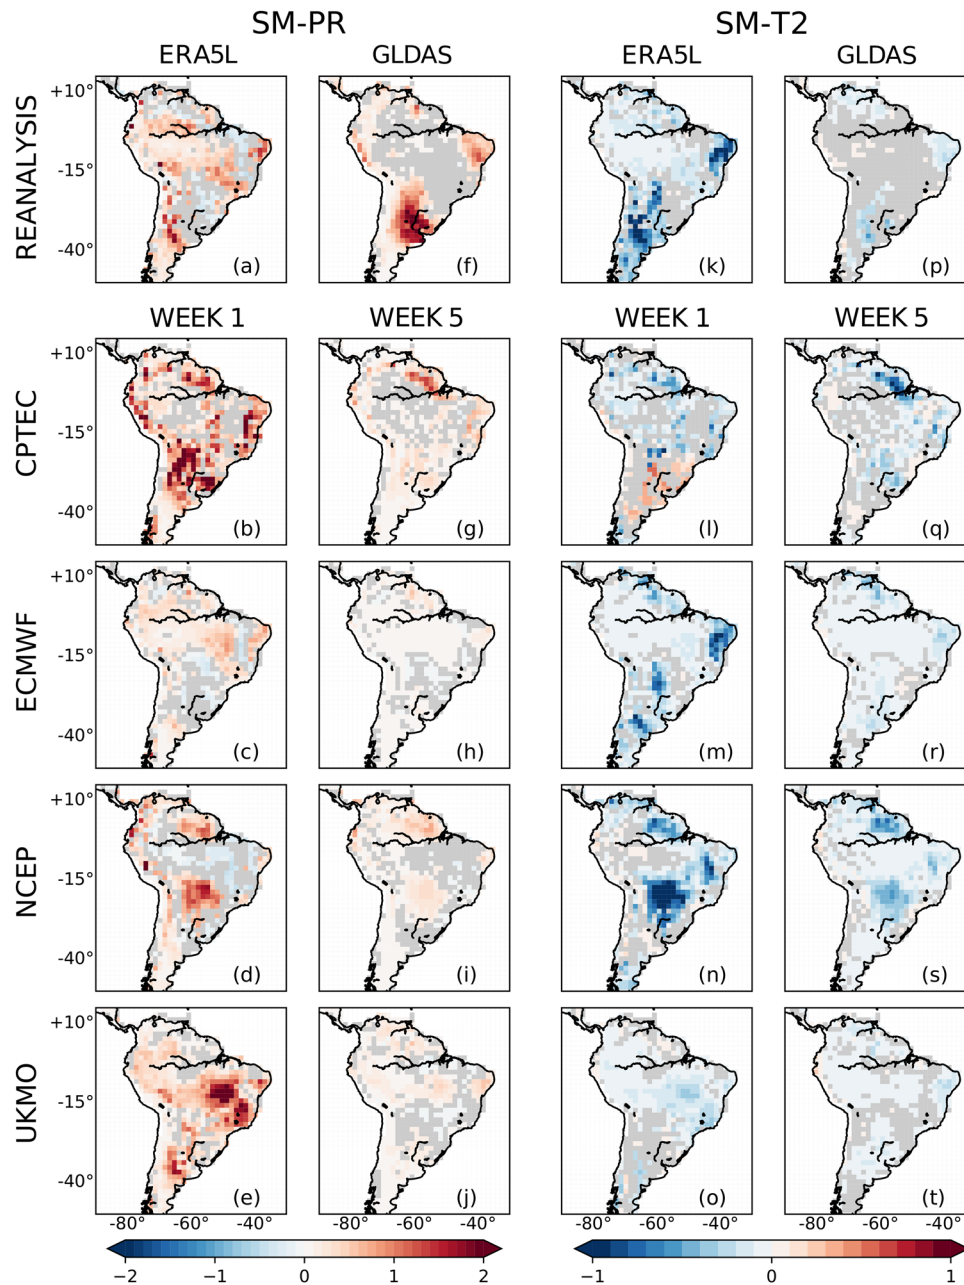 SM-PR SM-T2
ERA5L GLDAS ERA5L GLDAS
REANALYSIS
+10°
-15°
-40°
(a) (f) (k) (p)
WEEK 1 WEEK 5 WEEK 1 WEEK 5
CPTEC
+10°
-15°
-40°
(b) (g) (l) (q)
ECMWF
+10°
-15°
-40°
(c) (h) (m) (r)
NCEP
+10°
-15°
-40°
(d) (i) (n) (s)
UKMO
+10°
-15°
-40°
(e) (j) (o) (t)
-80° -60° -40° -80° -60° -40° -80° -60° -40° -80° -60° -40°
−2 −1 0 1 2 −1 0 1